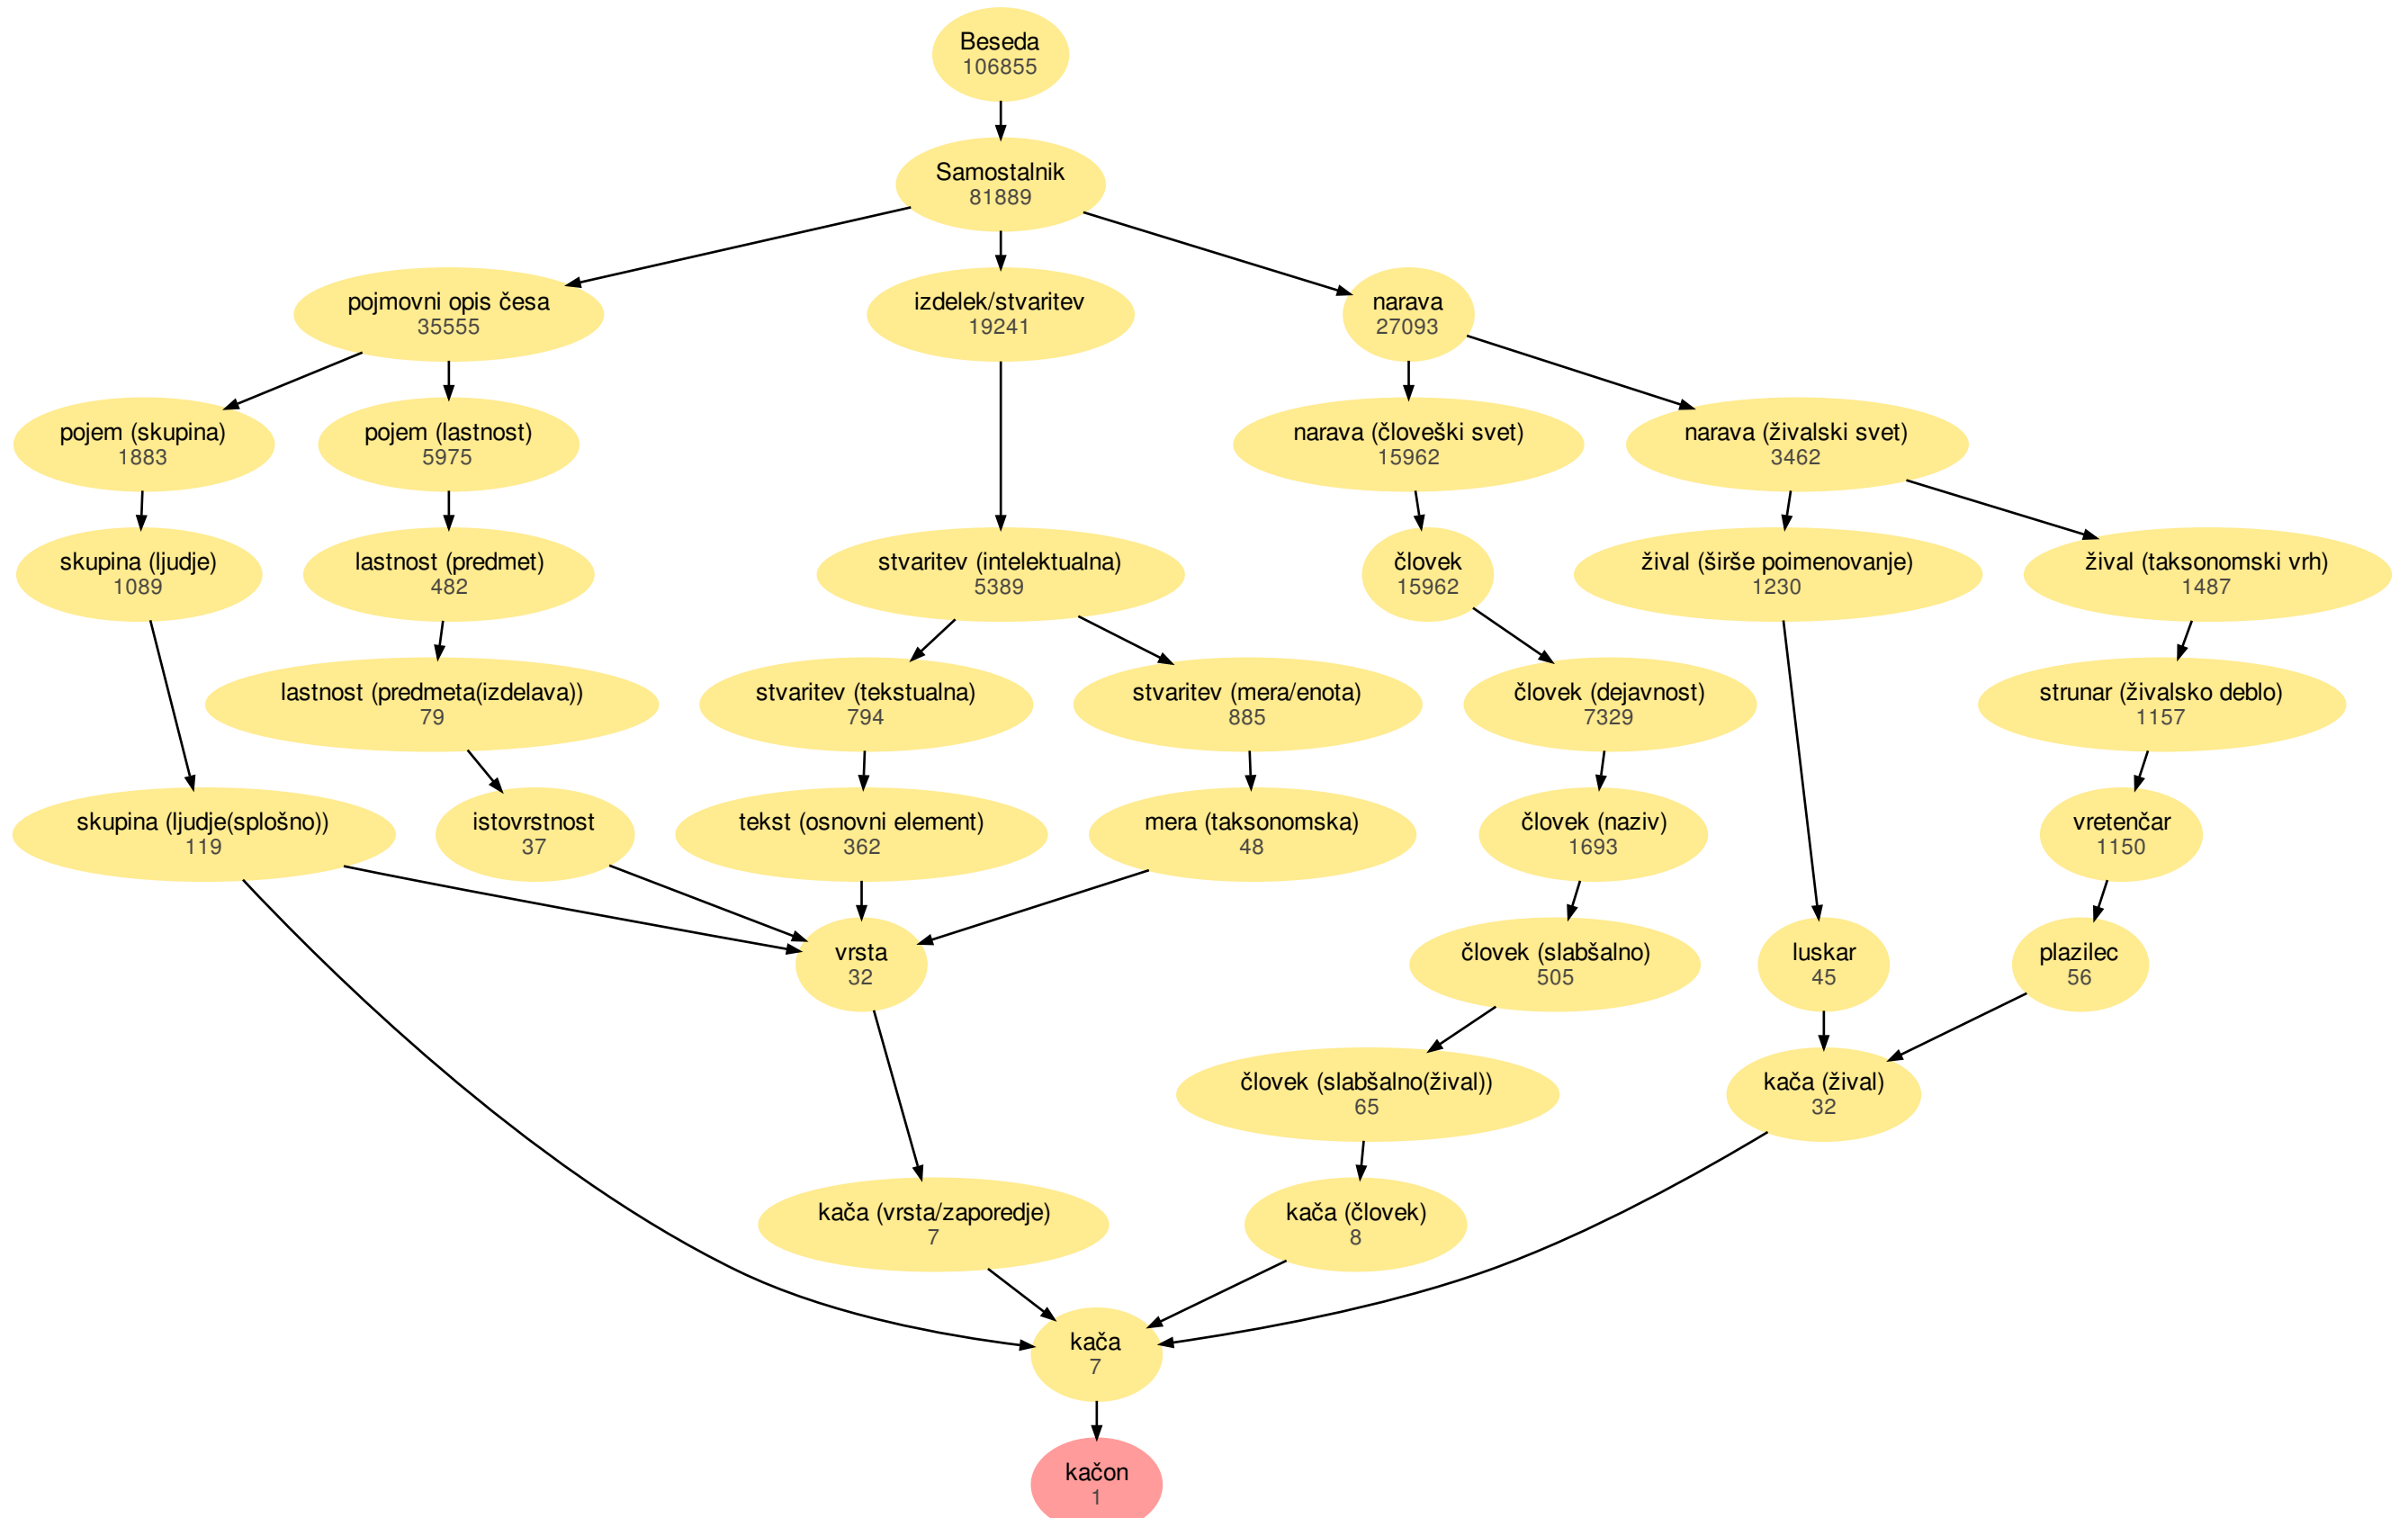 Beseda
106855
Samostalnik
81889
pojmovni opis česa
35555
izdelek/stvaritev
19241
narava
27093
pojem (skupina)
1883
pojem (lastnost)
5975
narava (človeški svet)
15962
narava (živalski svet)
3462
skupina (ljudje)
1089
lastnost (predmet)
482
stvaritev (intelektualna)
5389
človek
15962
žival (širše poimenovanje)
1230
žival (taksonomski vrh)
1487
lastnost (predmeta(izdelava))
79
stvaritev (tekstualna)
794
stvaritev (mera/enota)
885
človek (dejavnost)
7329
strunar (živalsko deblo)
1157
skupina (ljudje(splošno))
119
istovrstnost
37
tekst (osnovni element)
362
mera (taksonomska)
48
človek (naziv)
1693
vretenčar
1150
vrsta
32
človek (slabšalno)
505
luskar
45
plazilec
56
človek (slabšalno(žival))
65
kača (žival)
32
kača (vrsta/zaporedje)
7
kača (človek)
8
kača
7
kačon
1